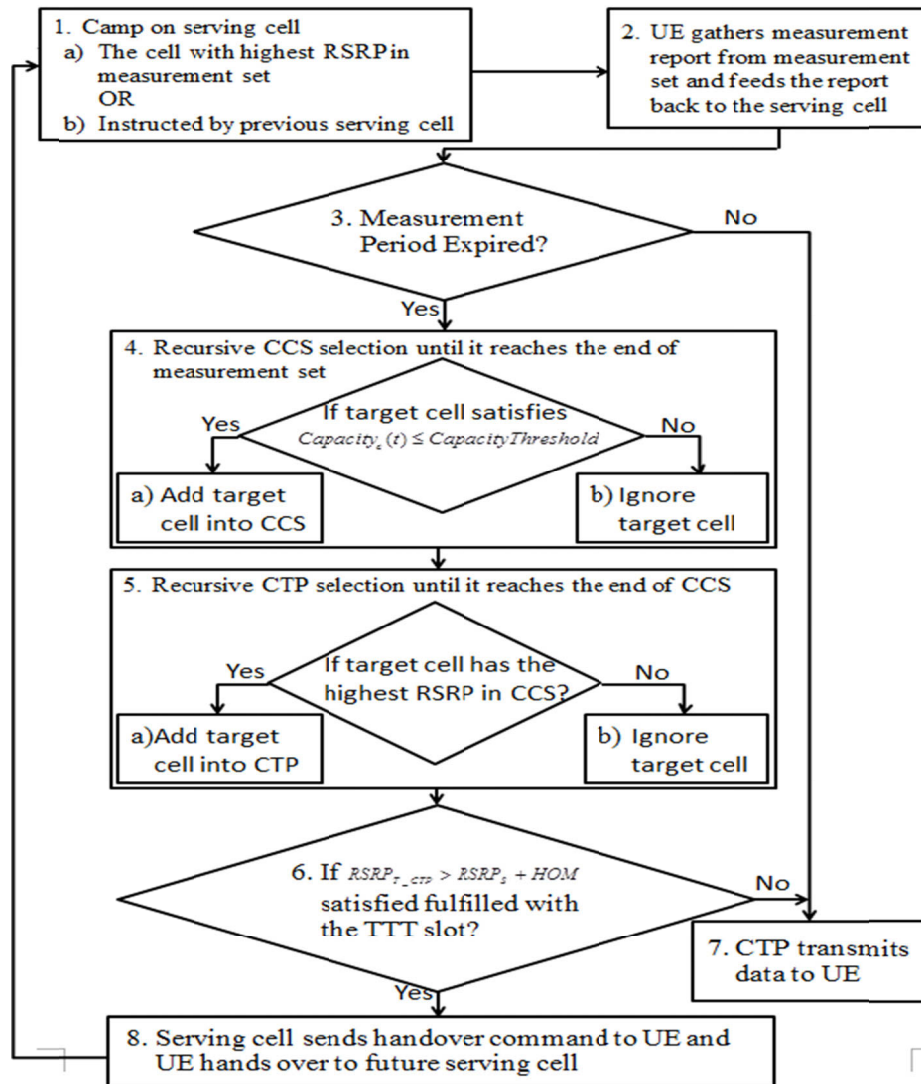 1. Camp on serving cell
a) The cell with highest RSRP in
measurement set
OR
b) Instructed by previous serving cell
2. UE gathers measurement
report from measurement
set and feeds the report
back to the serving cell
3. Measurement
Period Expired?
No
Yes
4. Recursive CCS selection until it reaches the end of
measurement set
If target cell satisfies
Capacity_c(t) ≤ CapacityThreshold
Yes
No
a) Add target
cell into CCS
b) Ignore
target cell
5. Recursive CTP selection until it reaches the end of CCS
If target cell has the
highest RSRP in CCS?
Yes
No
a)Add target
cell into CTP
b) Ignore
target cell
6. If RSRP_T_CTP > RSRP_S + HOM
satisfied fulfilled with
the TTT slot?
No
Yes
7. CTP transmits
data to UE
8. Serving cell sends handover command to UE and
UE hands over to future serving cell